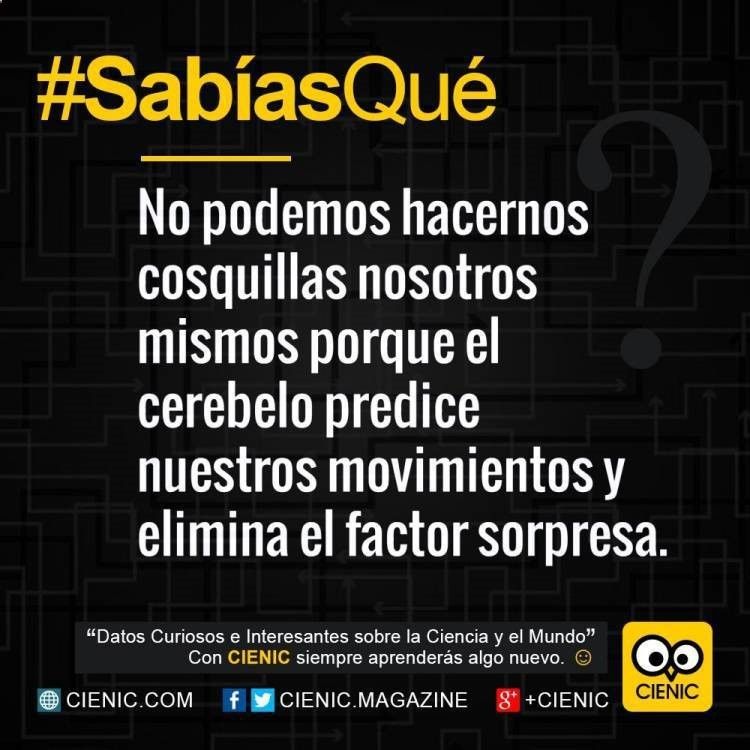 #SabíasQué
No podemos hacernos
cosquillas nosotros
mismos porque el
cerebelo predice
nuestros movimientos y
elimina el factor sorpresa.
“Datos Curiosos e Interesantes sobre la Ciencia y el Mundo”
Con CIENIC siempre aprenderás algo nuevo. ☺
CIENIC
CIENIC.COM f CIENIC.MAGAZINE g+ +CIENIC